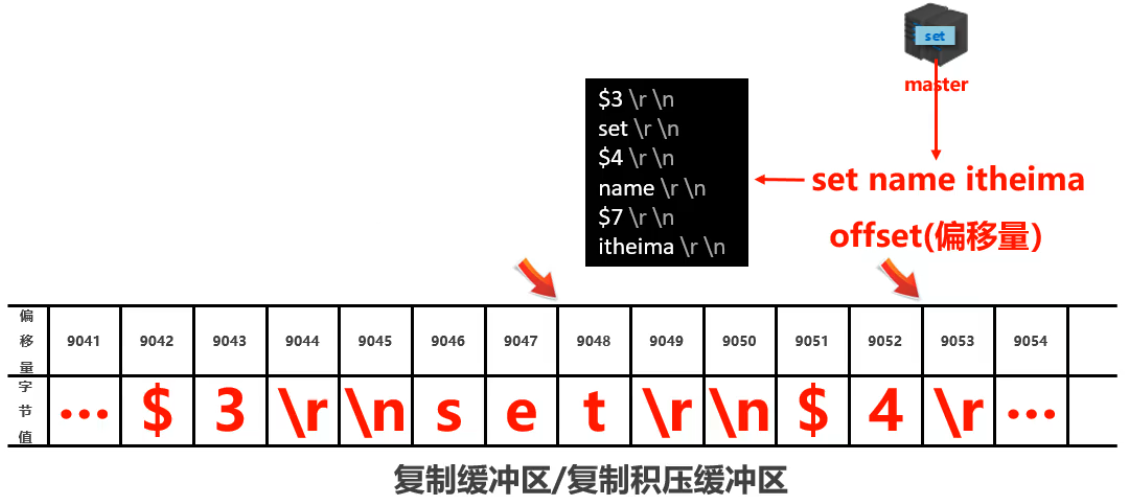 set
master
$3 \r \n
set \r \n
$4 \r \n
name \r \n
$7 \r \n
itheima \r \n
set name itheima
offset(偏移量)
偏移量 9041 9042 9043 9044 9045 9046 9047 9048 9049 9050 9051 9052 9053 9054
字节值 ... $ 3 \r \n s e t \r \n $ 4 \r ...
复制缓冲区/复制积压缓冲区